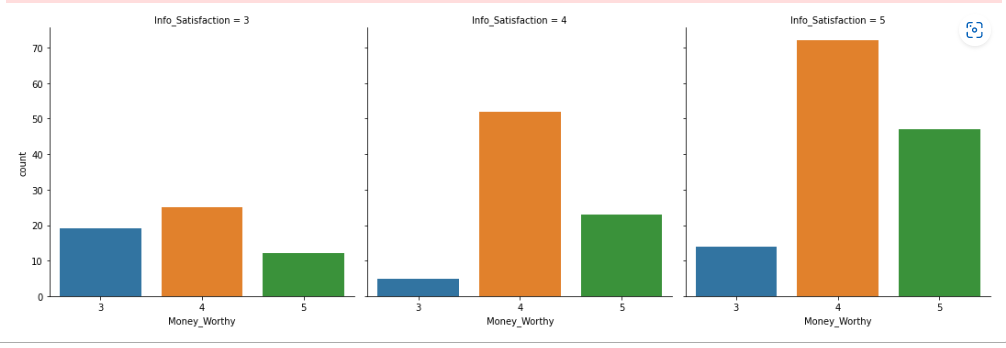 Info_Satisfaction = 3
Info_Satisfaction = 4
Info_Satisfaction = 5
70
60
50
40
30
20
10
0
count
3 4 5
Money_Worthy
3 4 5
Money_Worthy
3 4 5
Money_Worthy